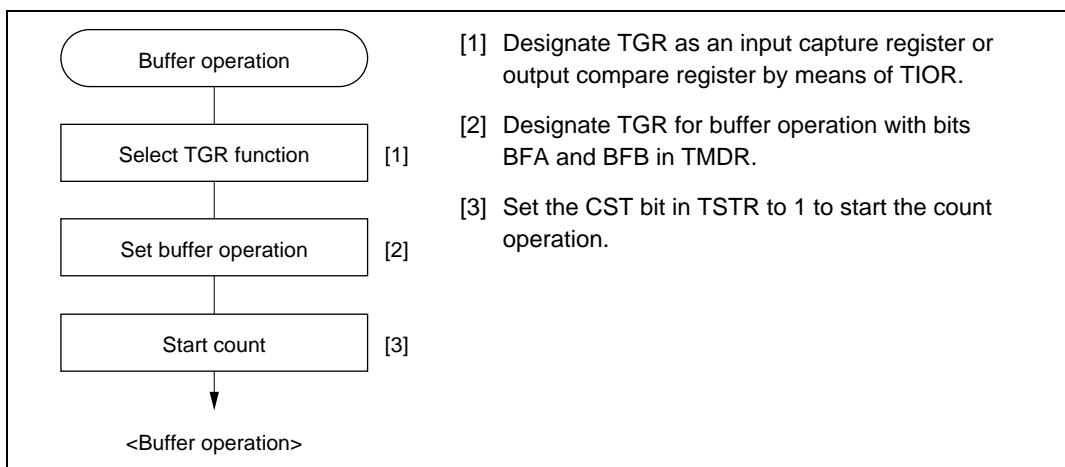 Buffer operation
Select TGR function
[1]
Set buffer operation
[2]
Start count
[3]
<Buffer operation>
[1] Designate TGR as an input capture register or
output compare register by means of TIOR.
[2] Designate TGR for buffer operation with bits
BFA and BFB in TMDR.
[3] Set the CST bit in TSTR to 1 to start the count
operation.